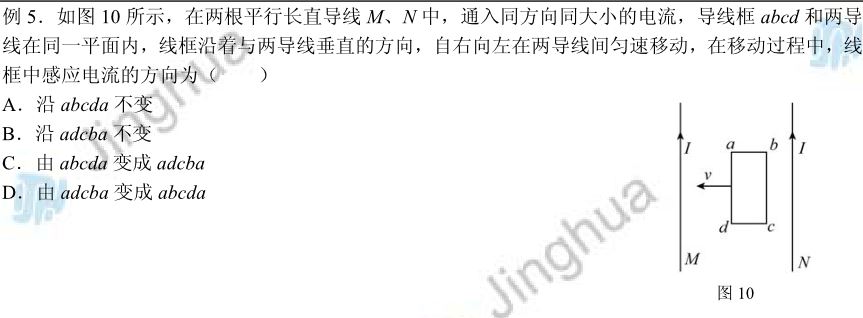 例 5．如图 10 所示，在两根平行长直导线 M、N 中，通入同方向同大小的电流，导线框 abcd 和两导
线在同一平面内，线框沿着与两导线垂直的方向，自右向左在两导线间匀速移动，在移动过程中，线
框中感应电流的方向为（　　）
A．沿 abcda 不变
B．沿 adcba 不变
C．由 abcda 变成 adcba
D．由 adcba 变成 abcda
I a b I
v
d c
M N
图 10
Jinghua
Jinghua